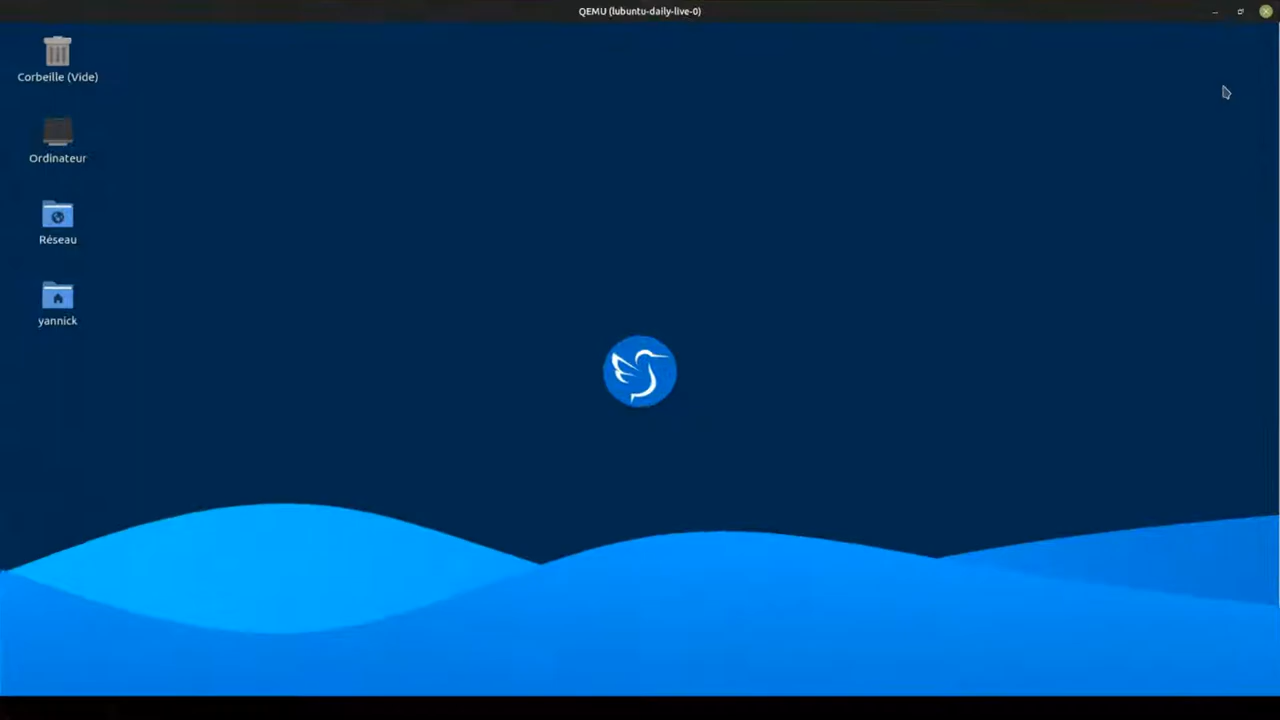 QEMU (lubuntu-daily-live-0)
Corbeille (Vide)
Ordinateur
Réseau
yannick